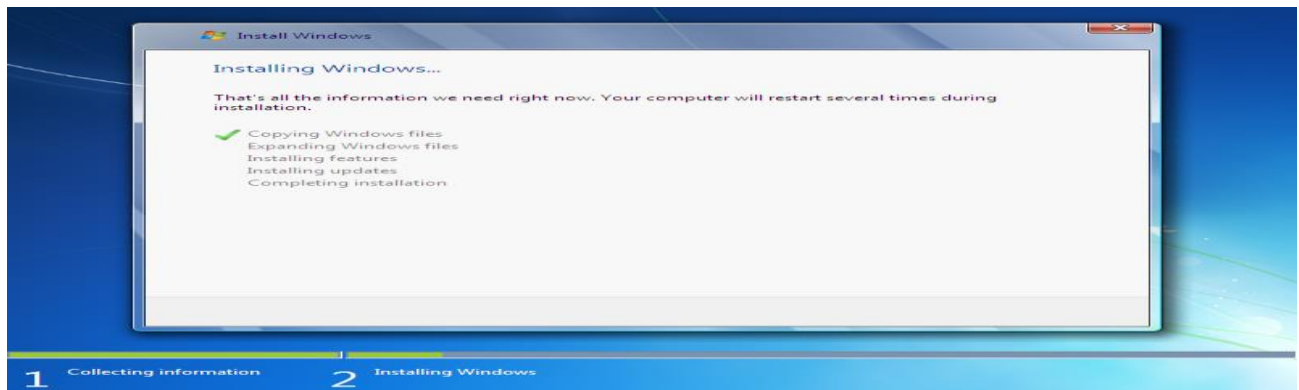 Install Windows
Installing Windows...
That's all the information we need right now. Your computer will restart several times during
installation.
Copying Windows files
Expanding Windows files
Installing features
Installing updates
Completing installation
1 Collecting information 2 Installing Windows